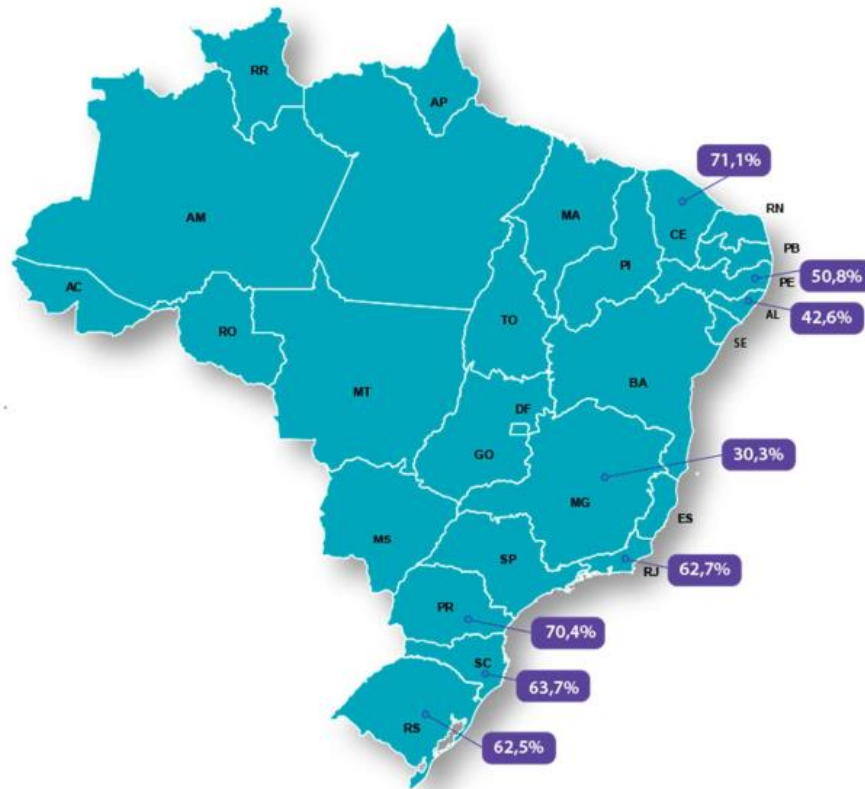 RR
AP
71,1%
RN
AM
MA
CE
PB
PI
50,8%
PE
AC
AL
42,6%
RO
TO
SE
MT
BA
DF
30,3%
GO
MG
ES
MS
SP
RJ
62,7%
PR
70,4%
SC
63,7%
RS
62,5%